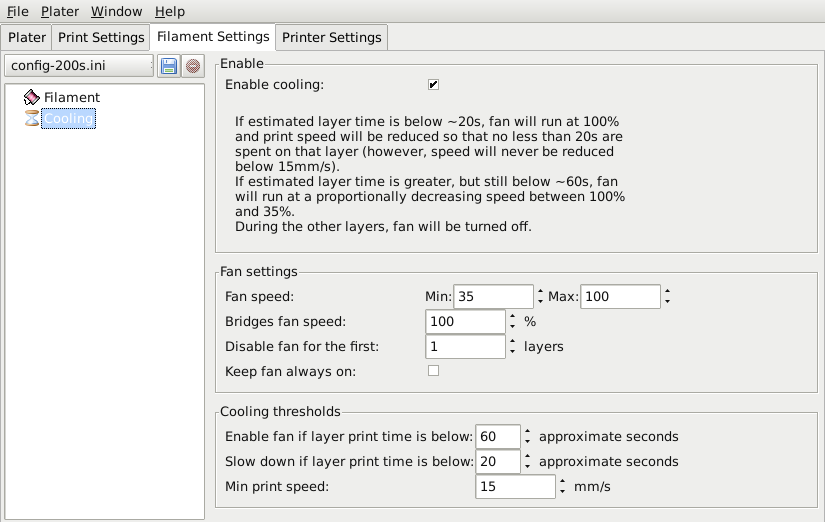 File Plater Window Help
Plater Print Settings Filament Settings Printer Settings
config-200s.ini
Filament
Cooling
Enable
Enable cooling:
If estimated layer time is below ~20s, fan will run at 100%
and print speed will be reduced so that no less than 20s are
spent on that layer (however, speed will never be reduced
below 15mm/s).
If estimated layer time is greater, but still below ~60s, fan
will run at a proportionally decreasing speed between 100%
and 35%.
During the other layers, fan will be turned off.
Fan settings
Fan speed: Min: 35 Max: 100
Bridges fan speed: 100 %
Disable fan for the first: 1 layers
Keep fan always on:
Cooling thresholds
Enable fan if layer print time is below: 60 approximate seconds
Slow down if layer print time is below: 20 approximate seconds
Min print speed: 15 mm/s